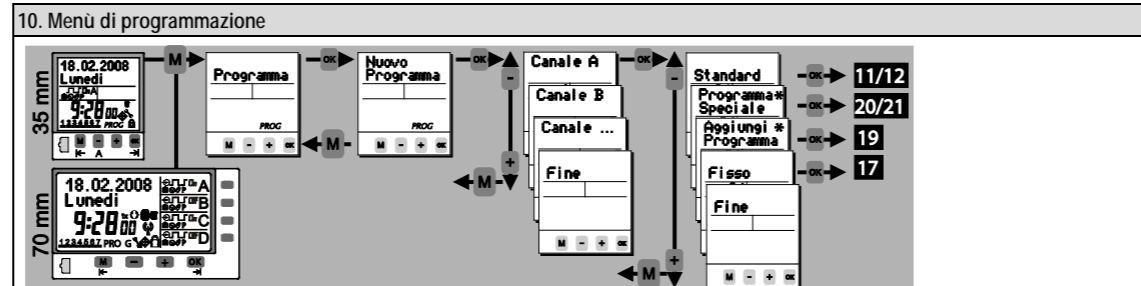 10. Menù di programmazione
35 mm
18.02.2008
Lunedi
A
9:28 00
1234567 PROG
M - + OK
A
M
Programma
PROG
M - + OK
OK
Nuovo
Programma
PROG
M - + OK
M
OK
-
+
M
Canale A
Canale B
Canale ...
Fine
M - + OK
OK
-
+
M
Standard
Programma*
Speciale
Aggiungi *
Programma
Fisso
Fine
M - + OK
OK 11/12
OK 20/21
OK 19
OK 17
70 mm
18.02.2008
Lunedi
9:28 00
1234567 PRO G
A
B
C
D
M - + OK